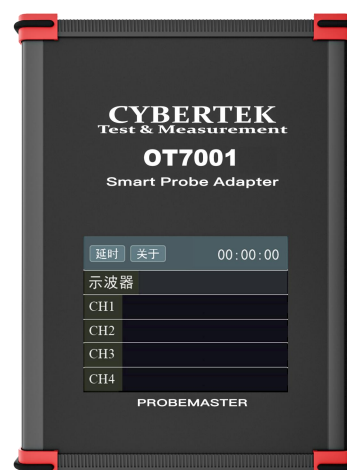 CYBERTEK
Test & Measurement
OT7001
Smart Probe Adapter
延时 关于 00:00:00
示波器
CH1
CH2
CH3
CH4
PROBEMASTER